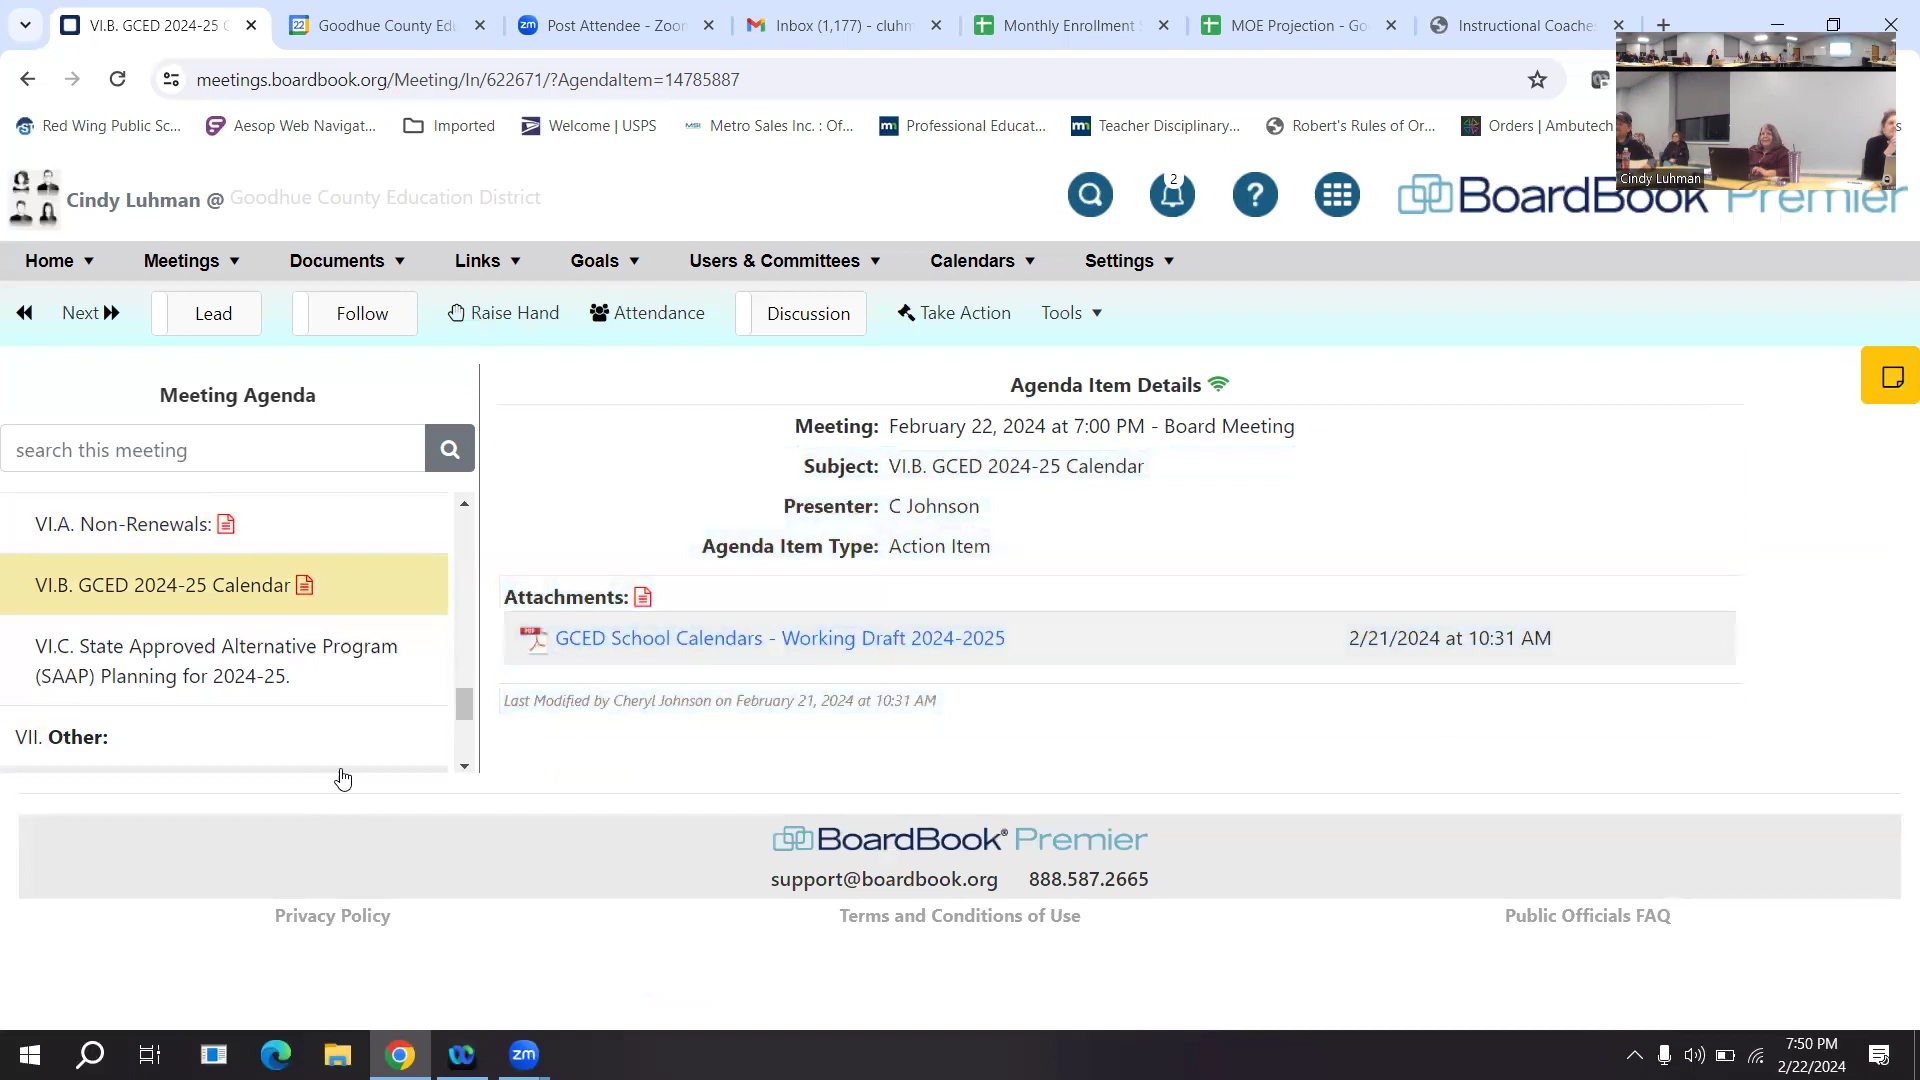 VI.B. GCED 2024-25 C
Goodhue County Edu
zm Post Attendee - Zoon
Inbox (1,177) - cluhm
Monthly Enrollment S
MOE Projection - Go
Instructional Coache
meetings.boardbook.org/Meeting/In/622671/?AgendaItem=14785887
Red Wing Public Sc...
Aesop Web Navigat...
Imported
Welcome | USPS
Metro Sales Inc. : Of...
Professional Educat...
Teacher Disciplinary...
Robert's Rules of Or...
Orders | Ambutech
Cindy Luhman
Cindy Luhman @ Goodhue County Education District
2
BoardBook Premier
Home
Meetings
Documents
Links
Goals
Users & Committees
Calendars
Settings
Next
Lead
Follow
Raise Hand
Attendance
Discussion
Take Action
Tools
Meeting Agenda
search this meeting
VI.A. Non-Renewals:
VI.B. GCED 2024-25 Calendar
VI.C. State Approved Alternative Program
(SAAP) Planning for 2024-25.
VII. Other:
Agenda Item Details
Meeting: February 22, 2024 at 7:00 PM - Board Meeting
Subject: VI.B. GCED 2024-25 Calendar
Presenter: C Johnson
Agenda Item Type: Action Item
Attachments:
PDF GCED School Calendars - Working Draft 2024-2025 2/21/2024 at 10:31 AM
Last Modified by Cheryl Johnson on February 21, 2024 at 10:31 AM
BoardBook® Premier
support@boardbook.org 888.587.2665
Privacy Policy
Terms and Conditions of Use
Public Officials FAQ
zm
7:50 PM
2/22/2024